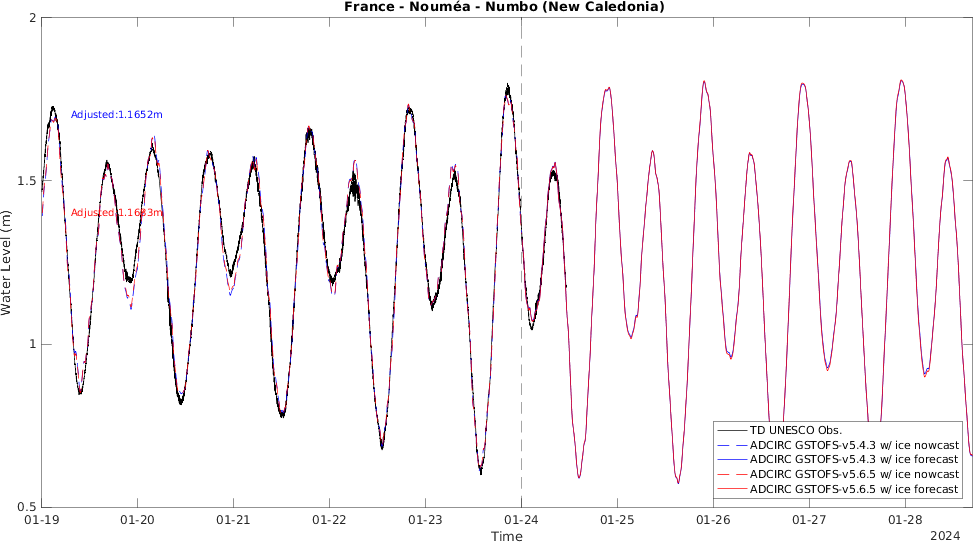 France - Nouméa - Numbo (New Caledonia)
2
Adjusted:1.1652m
1.5
Adjusted:1.1633m
Water Level (m)
1
TD UNESCO Obs.
ADCIRC GSTOFS-v5.4.3 w/ ice nowcast
ADCIRC GSTOFS-v5.4.3 w/ ice forecast
ADCIRC GSTOFS-v5.6.5 w/ ice nowcast
ADCIRC GSTOFS-v5.6.5 w/ ice forecast
0.5
01-19 01-20 01-21 01-22 01-23 01-24 01-25 01-26 01-27 01-28
Time
2024